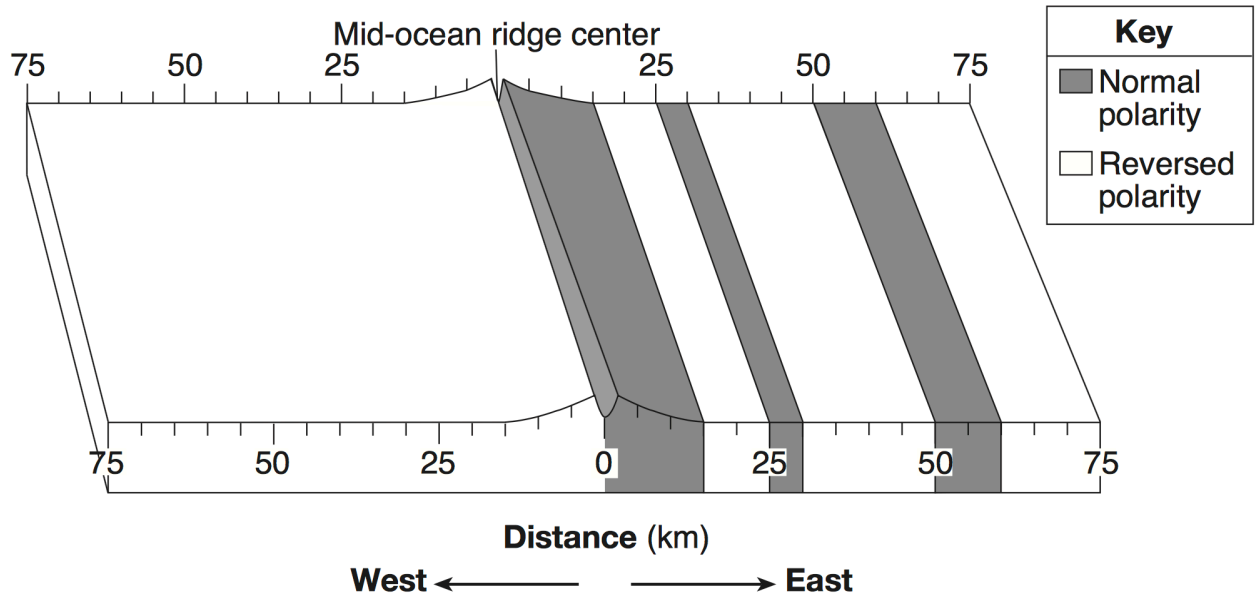 Mid-ocean ridge center
75 50 25 25 50 75
Key
Normal
polarity
Reversed
polarity
75 50 25 0 25 50 75
Distance (km)
West East